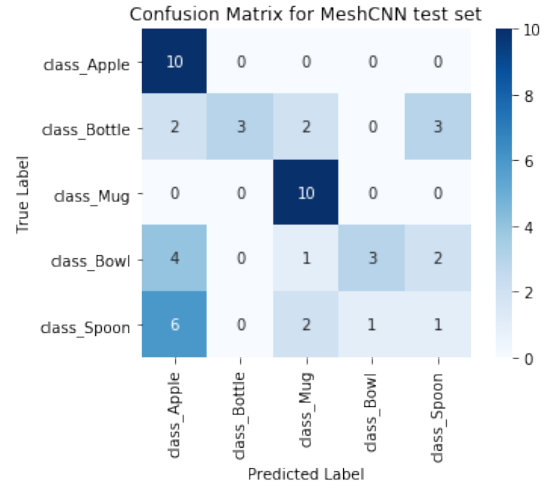 Confusion Matrix for MeshCNN test set
class_Apple 10 0 0 0 0
class_Bottle 2 3 2 0 3
class_Mug 0 0 10 0 0
class_Bowl 4 0 1 3 2
class_Spoon 6 0 2 1 1
True Label
class_Apple
class_Bottle
class_Mug
class_Bowl
class_Spoon
Predicted Label
10
8
6
4
2
0